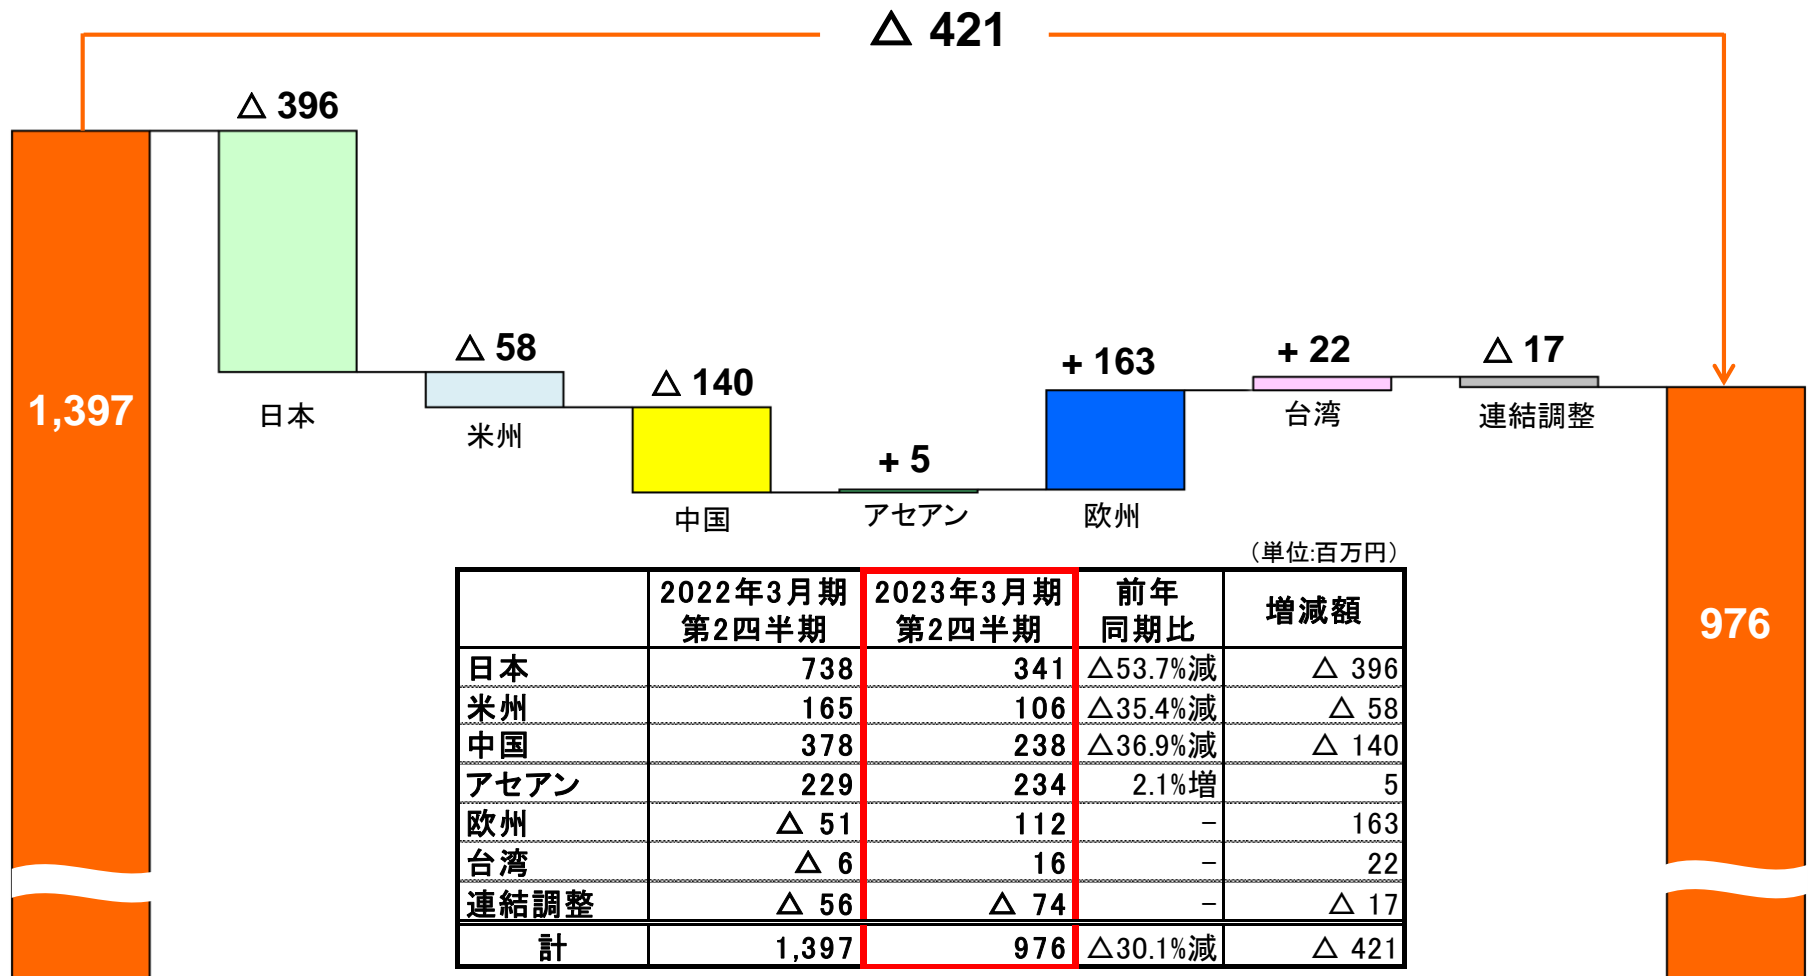 △ 421
△ 396
△ 58
△ 140
+ 5
+ 163
+ 22
△ 17
1,397
日本
米州
中国
アセアン
欧州
台湾
連結調整
976
（単位:百万円）
2022年3月期 2023年3月期 前年 増減額
第2四半期 第2四半期 同期比
日本 738 341 △53.7%減 △ 396
米州 165 106 △35.4%減 △ 58
中国 378 238 △36.9%減 △ 140
アセアン 229 234 2.1%増 5
欧州 △ 51 112 － 163
台湾 △ 6 16 － 22
連結調整 △ 56 △ 74 － △ 17
計 1,397 976 △30.1%減 △ 421